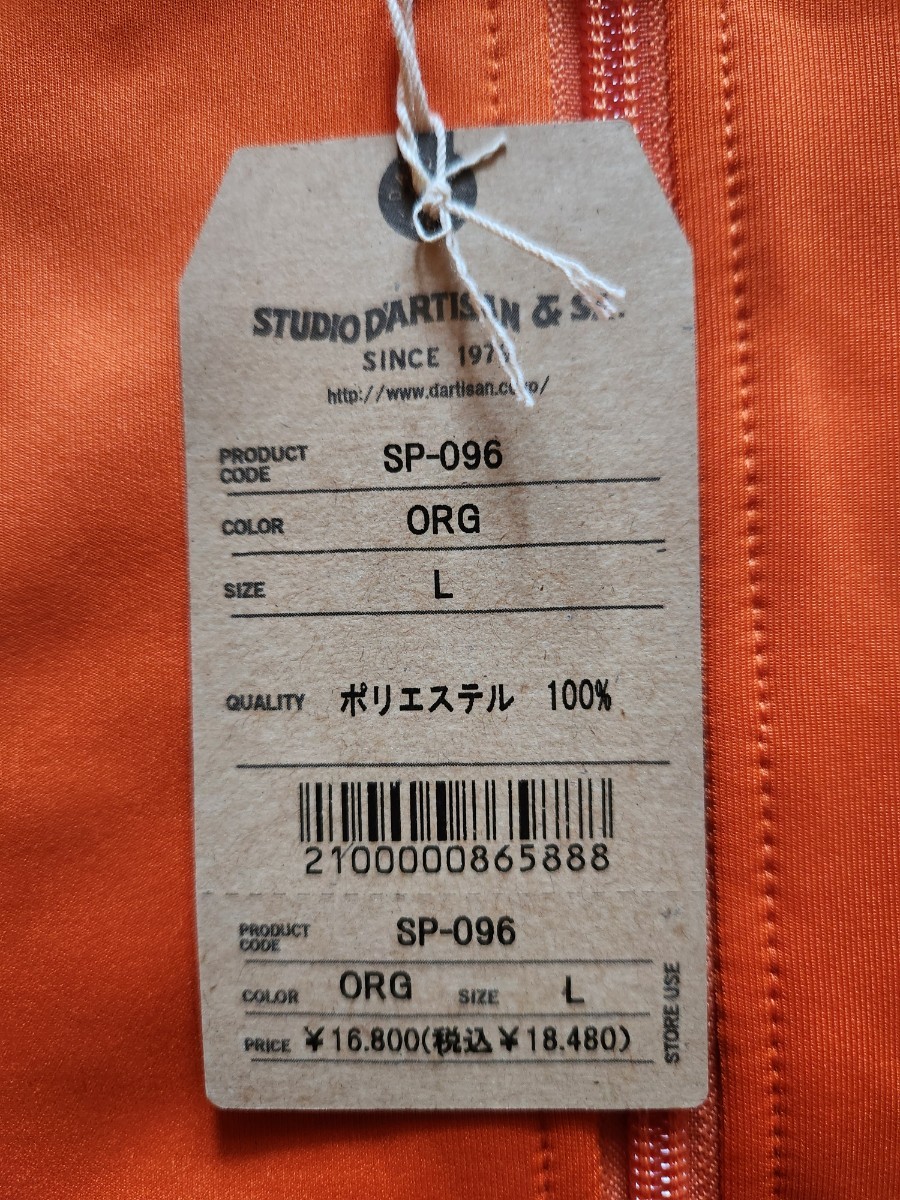 STUDIO D'ARTISAN &
SINCE 197
http://www.dartisan.co.jp/
PRODUCT CODE SP-096
COLOR ORG
SIZE L
QUALITY ポリエステル 100%
2100000865888
PRODUCT CODE SP-096
COLOR ORG SIZE L
PRICE ¥16.800(税込¥18.480)
STORE USE